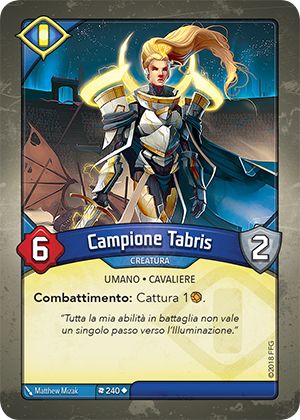 Campione Tabris
CREATURA
6
2
UMANO • CAVALIERE
Combattimento: Cattura 1
“Tutta la mia abilità in battaglia non vale
un singolo passo verso l’Illuminazione.”
Matthew Mizak
240
©2018 FFG